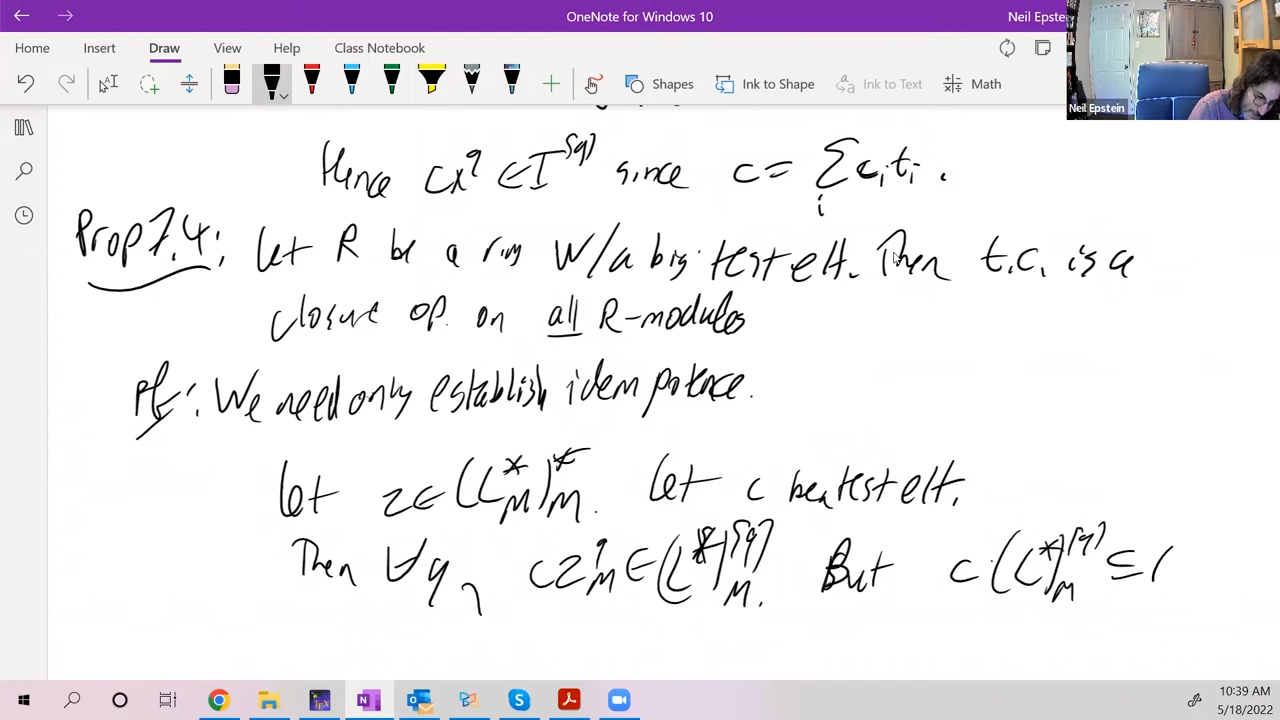 OneNote for Windows 10
Neil Epste
Home Insert Draw View Help Class Notebook
Shapes Ink to Shape Ink to Text Math
Neil Epstein
Hence cx^q ∈ I^[q] since c = Σ_i c_i t_i.
Prop 7.4: Let R be a ring w/ a big test elt. Then t.c. is a
closure op. on all R-modules
Pf: We need only establish idempotence.
Let z ∈ (L*_M)*_M. Let c be a test elt.
Then ∀q, cz^q_M ∈ (L*)^[q]_M. But c·(L*)^[q]_M ⊆ (
10:39 AM
5/18/2022